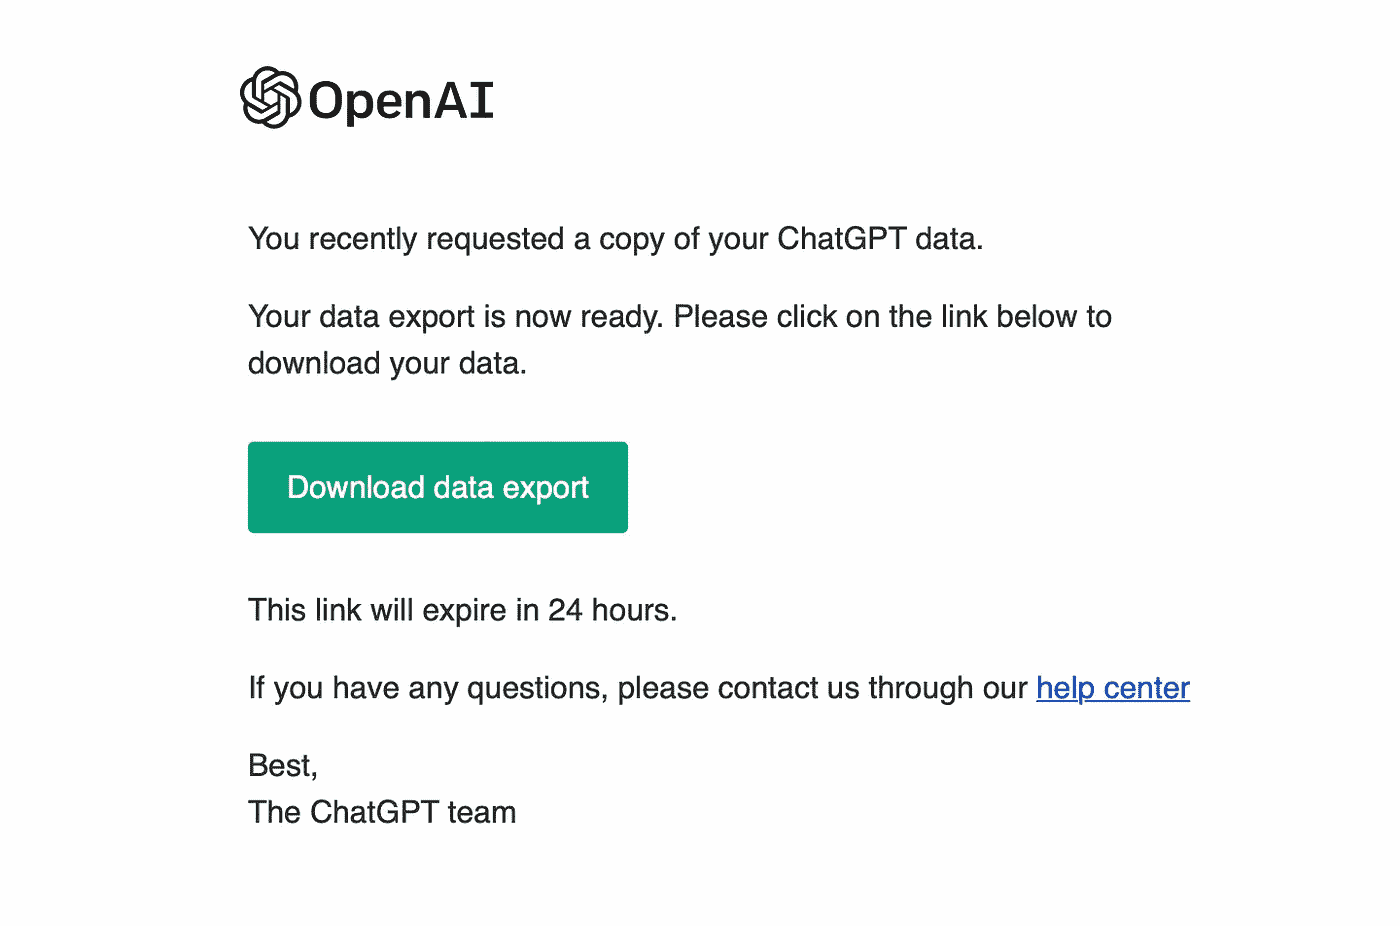 OpenAI
You recently requested a copy of your ChatGPT data.
Your data export is now ready. Please click on the link below to
download your data.
Download data export
This link will expire in 24 hours.
If you have any questions, please contact us through our help center
Best,
The ChatGPT team